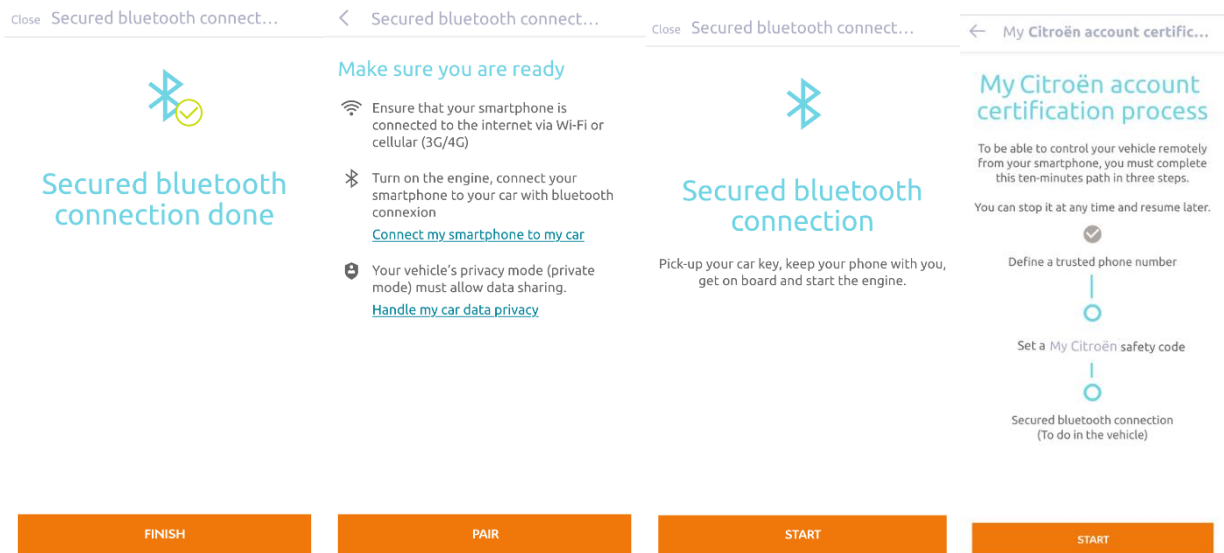 Close Secured bluetooth connect...
Secured bluetooth
connection done
FINISH
Secured bluetooth connect...
Make sure you are ready
Ensure that your smartphone is
connected to the internet via Wi-Fi or
cellular (3G/4G)
Turn on the engine, connect your
smartphone to your car with bluetooth
connexion
Connect my smartphone to my car
Your vehicle's privacy mode (private
mode) must allow data sharing.
Handle my car data privacy
PAIR
Close Secured bluetooth connect...
Secured bluetooth
connection
Pick-up your car key, keep your phone with you,
get on board and start the engine.
START
My Citroën account certific...
My Citroën account
certification process
To be able to control your vehicle remotely
from your smartphone, you must complete
this ten-minutes path in three steps.
You can stop it at any time and resume later.
Define a trusted phone number
Set a My Citroën safety code
Secured bluetooth connection
(To do in the vehicle)
START